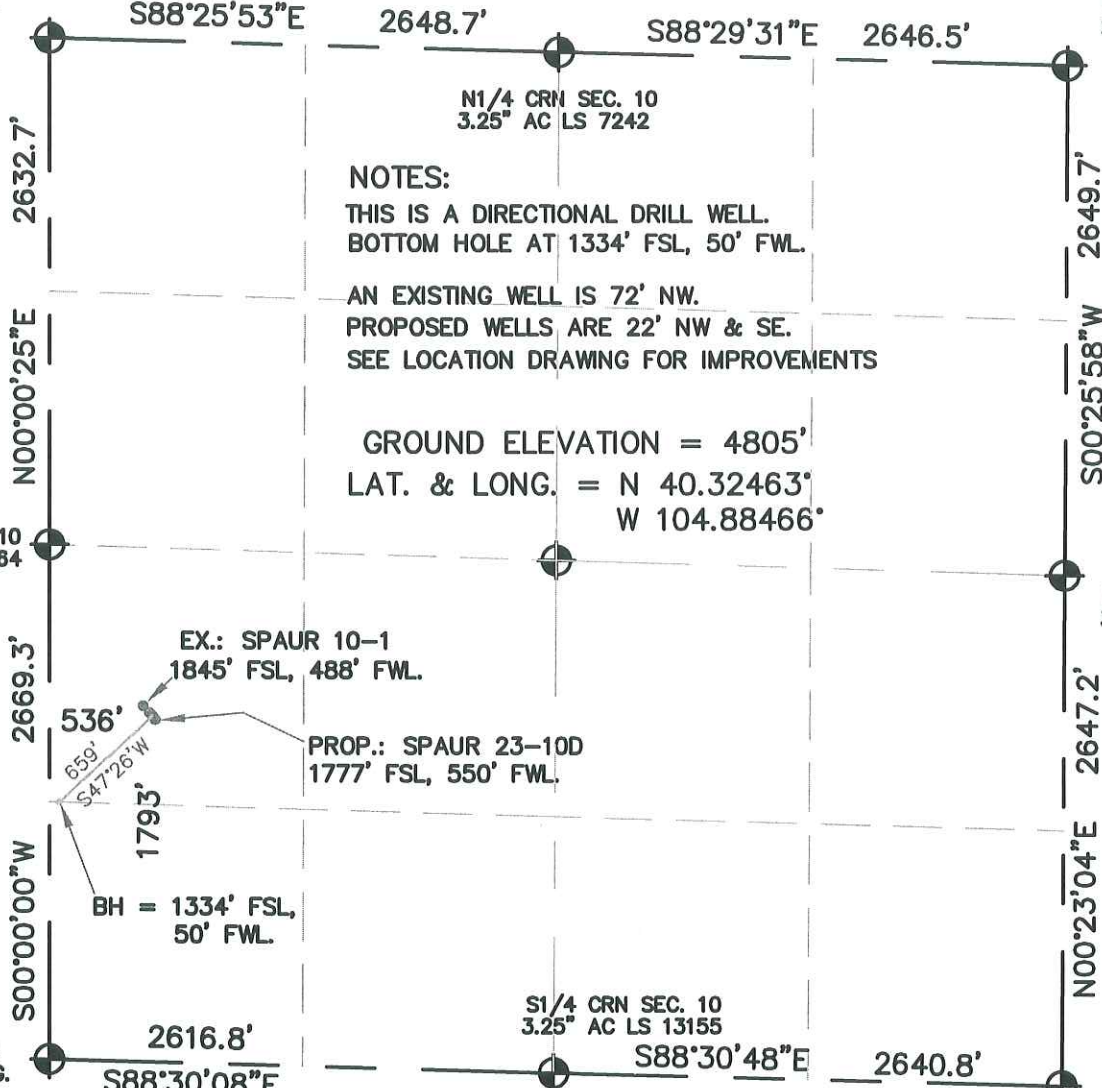 S88°25'53"E 2648.7' S88°29'31"E 2646.5'
N1/4 CRN SEC. 10
3.25" AC LS 7242
2632.7'
2649.7'
NOTES:
THIS IS A DIRECTIONAL DRILL WELL.
BOTTOM HOLE AT 1334' FSL, 50' FWL.
AN EXISTING WELL IS 72' NW.
PROPOSED WELLS ARE 22' NW & SE.
SEE LOCATION DRAWING FOR IMPROVEMENTS
N00°00'25"E
S00°25'58"W
GROUND ELEVATION = 4805'
LAT. & LONG. = N 40.32463°
W 104.88466°
10
64
EX.: SPAUR 10-1
1845' FSL, 488' FWL.
2669.3'
536'
659'
S47°26'W
PROP.: SPAUR 23-10D
1777' FSL, 550' FWL.
2647.2'
1793'
BH = 1334' FSL,
50' FWL.
S00°00'00"W
N00°23'04"E
S1/4 CRN SEC. 10
3.25" AC LS 13155
2616.8'
S88°30'08"E
S88°30'48"E 2640.8'